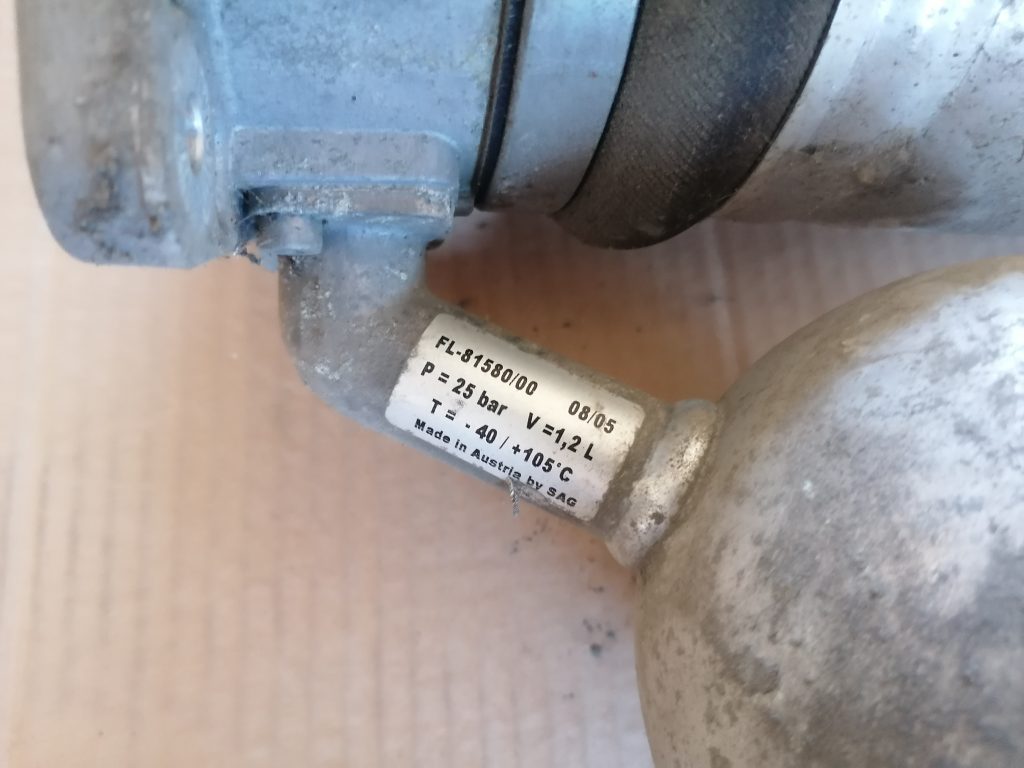 FL-81580/00 08/05
P = 25 bar V =1,2 L
T = - 40 / +105°C
Made in Austria by SAG